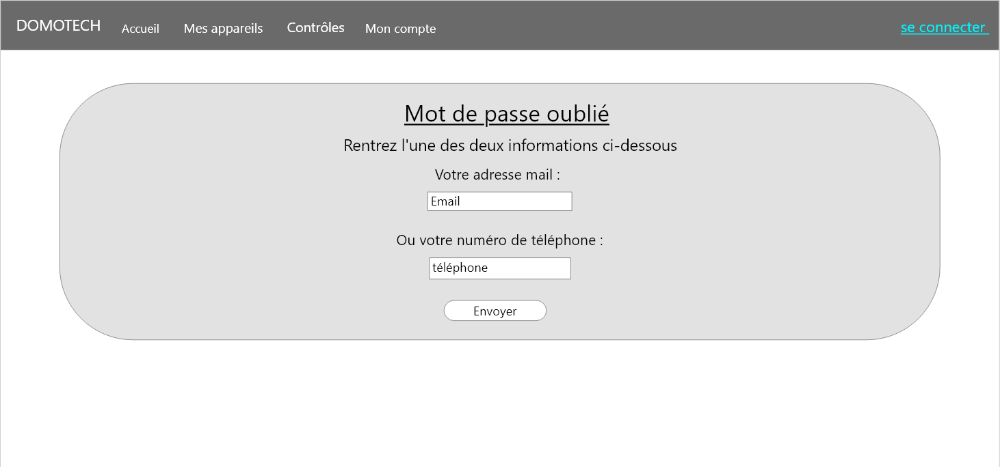 DOMOTECH Accueil Mes appareils Contrôles Mon compte se connecter
Mot de passe oublié
Rentrez l'une des deux informations ci-dessous
Votre adresse mail :
Email
Ou votre numéro de téléphone :
téléphone
Envoyer